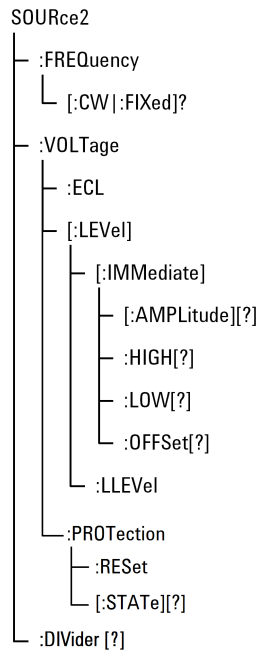 SOURce2
:FREQuency
[:CW|:FIXed]?
:VOLTage
:ECL
[:LEVel]
[:IMMediate]
[:AMPLitude][?]
:HIGH[?]
:LOW[?]
:OFFSet[?]
:LLEVel
:PROTection
:RESet
[:STATe][?]
:DIVider [?]